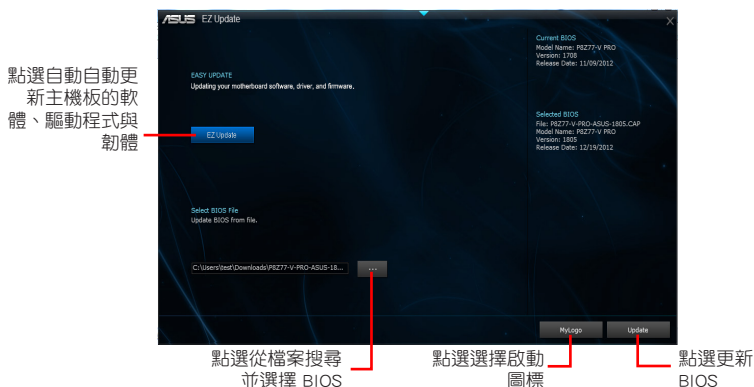 ASUS EZ Update
Current BIOS
Model Name: P8Z77-V PRO
Version: 1708
Release Date: 11/09/2012
EASY UPDATE
Updating your motherboard software, driver, and firmware.
EZ Update
點選自動自動更
新主機板的軟
體、驅動程式與
韌體
Selected BIOS
File: P8Z77-V-PRO-ASUS-1805.CAP
Model Name: P8Z77-V PRO
Version: 1805
Release Date: 12/19/2012
Select BIOS File
Update BIOS from file.
C:\Users\test\Downloads\P8Z77-V-PRO-ASUS-18...
...
MyLogo
Update
點選從檔案搜尋
並選擇 BIOS
點選選擇啟動
圖標
點選更新
BIOS